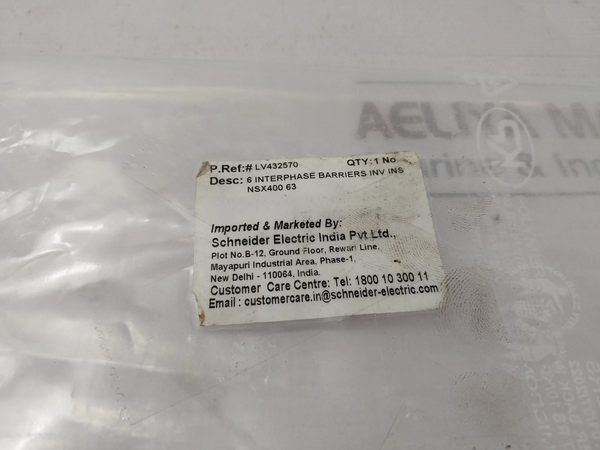 AELIYA MA
P.Ref:# LV432570 QTY:1 No
Desc: 6 INTERPHASE BARRIERS INV INS
NSX400 63
Imported & Marketed By:
Schneider Electric India Pvt Ltd.,
Plot No.B-12, Ground Floor, Rewari Line,
Mayapuri Industrial Area, Phase-1,
New Delhi - 110064, India.
Customer Care Centre: Tel: 1800 10 300 11
Email : customercare.in@schneider-electric.com